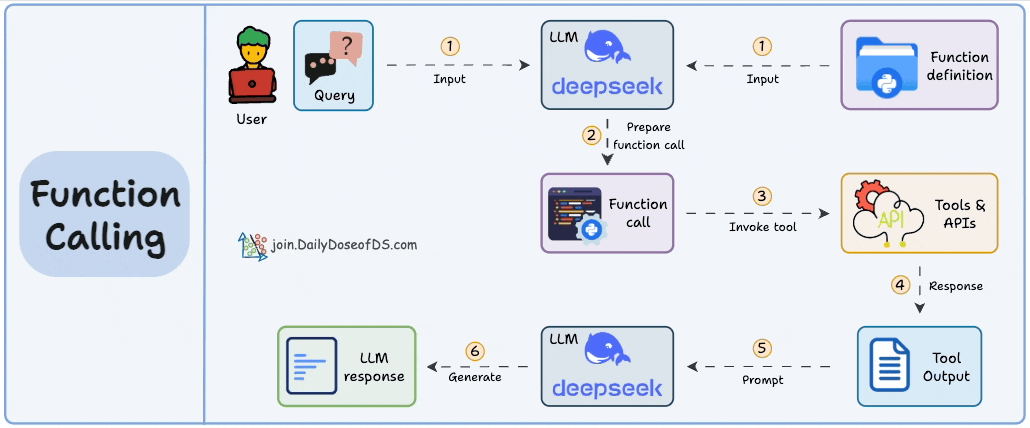 Function
Calling
User
?
Query
1
Input
LLM
deepseek
1
Input
Function
definition
2
Prepare
function call
Function
call
3
Invoke tool
API
Tools &
APIs
join.DailyDoseofDS.com
4
Response
Tool
Output
5
Prompt
LLM
deepseek
6
Generate
LLM
response